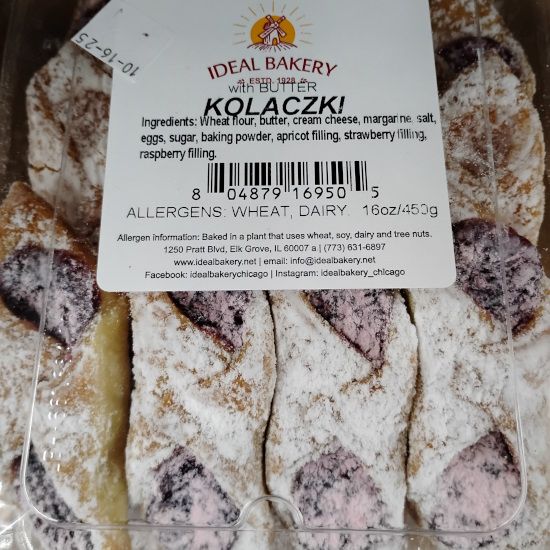 10-16-25
IDEAL BAKERY
ESTD. 1928
with BUTTER
KOLACZKI
Ingredients: Wheat flour, butter, cream cheese, margarine, salt,
eggs, sugar, baking powder, apricot filling, strawberry filling,
raspberry filling.
8 04879 16950 5
ALLERGENS: WHEAT, DAIRY. 16oz/450g
Allergen information: Baked in a plant that uses wheat, soy, dairy and tree nuts.
1250 Pratt Blvd, Elk Grove, IL 60007 a.| (773) 631-6897
www.idealbakery.net | email: info@idealbakery.net
Facebook: idealbakerychicago | Instagram: idealbakery_chicago